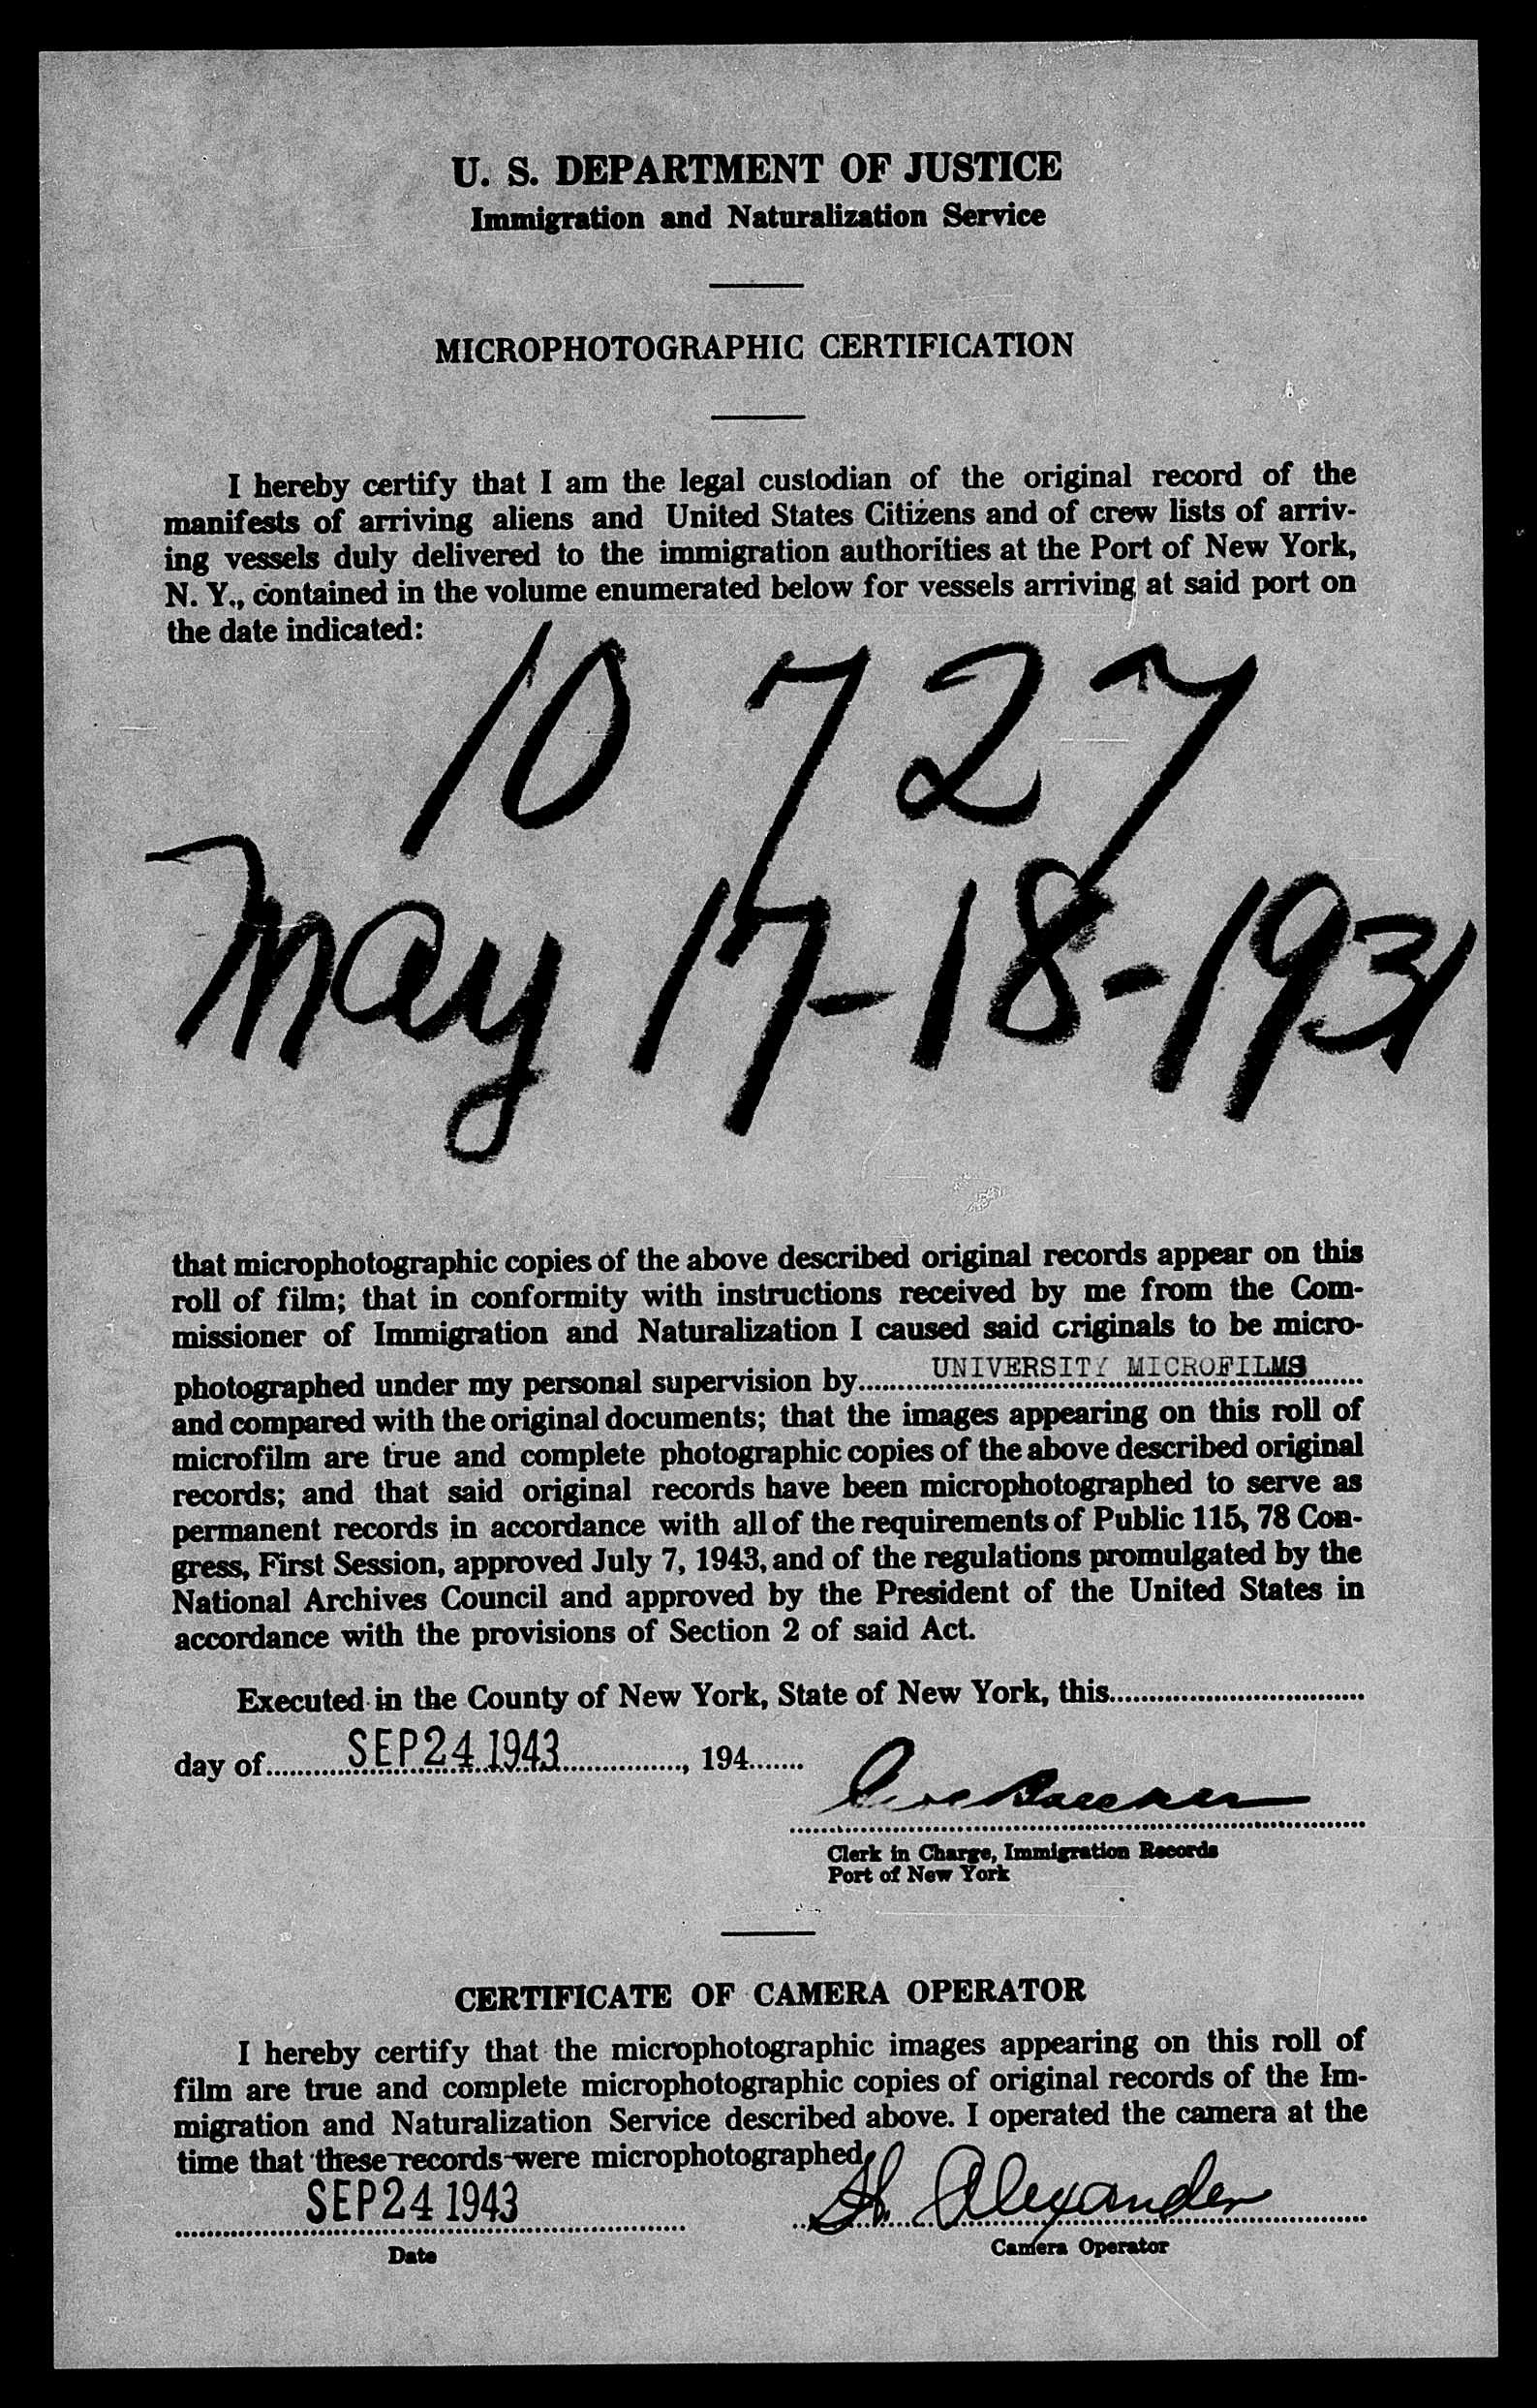 U. S. DEPARTMENT OF JUSTICE
Immigration and Naturalization Service
MICROPHOTOGRAPHIC CERTIFICATION
I hereby certify that I am the legal custodian of the original record of the
manifests of arriving aliens and United States Citizens and of crew lists of arriv-
ing vessels duly delivered to the immigration authorities at the Port of New York,
N. Y., contained in the volume enumerated below for vessels arriving at said port on
the date indicated:
10 727
May 17-18-1931
that microphotographic copies of the above described original records appear on this
roll of film; that in conformity with instructions received by me from the Com-
missioner of Immigration and Naturalization I caused said originals to be micro-
photographed under my personal supervision by UNIVERSITY MICROFILMS
and compared with the original documents; that the images appearing on this roll of
microfilm are true and complete photographic copies of the above described original
records; and that said original records have been microphotographed to serve as
permanent records in accordance with all of the requirements of Public 115, 78 Con-
gress, First Session, approved July 7, 1943, and of the regulations promulgated by the
National Archives Council and approved by the President of the United States in
accordance with the provisions of Section 2 of said Act.
Executed in the County of New York, State of New York, this
day of SEP 24 1943, 194
Clerk in Charge, Immigration Records
Port of New York
CERTIFICATE OF CAMERA OPERATOR
I hereby certify that the microphotographic images appearing on this roll of
film are true and complete microphotographic copies of original records of the Im-
migration and Naturalization Service described above. I operated the camera at the
time that these records were microphotographed.
SEP 24 1943 Alexander
Date Camera Operator